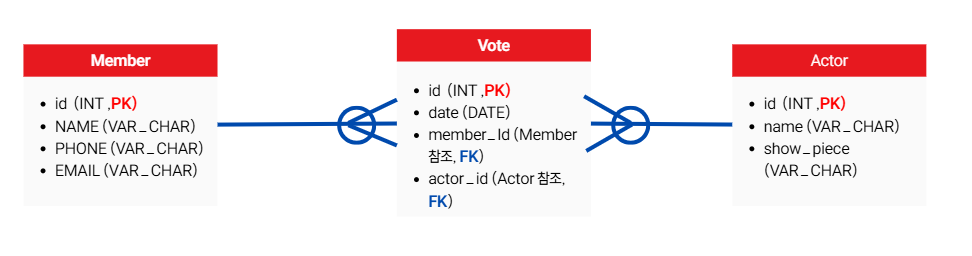 Member
• id (INT ,PK)
• NAME (VAR_CHAR)
• PHONE (VAR_CHAR)
• EMAIL (VAR_CHAR)
Vote
• id (INT ,PK)
• date (DATE)
• member_Id (Member
참조, FK)
• actor_id (Actor 참조,
FK)
Actor
• id (INT ,PK)
• name (VAR_CHAR)
• show_piece
(VAR_CHAR)